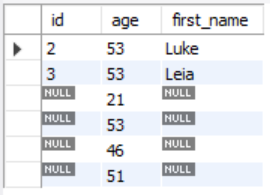 id age first_name
2 53 Luke
3 53 Leia
NULL 21 NULL
NULL 53 NULL
NULL 46 NULL
NULL 51 NULL